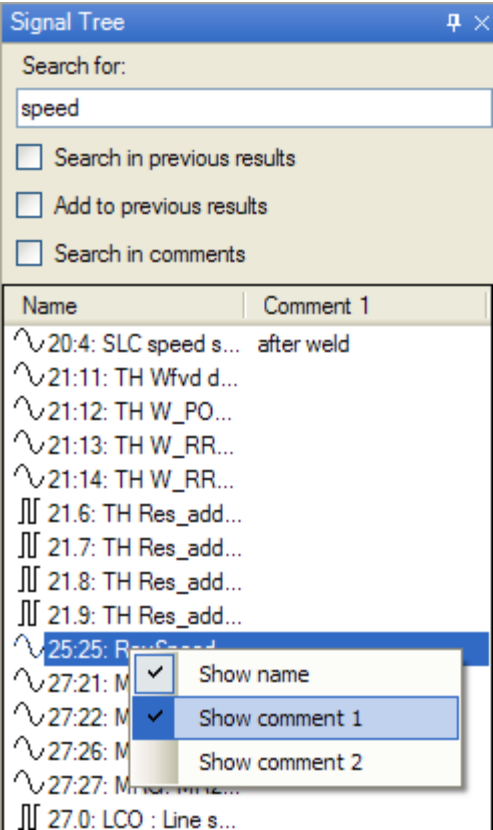 Signal Tree
Search for:
speed
Search in previous results
Add to previous results
Search in comments
Name Comment 1
20:4: SLC speed s... after weld
21:11: TH Wfvd d...
21:12: TH W_PO...
21:13: TH W_RR...
21:14: TH W_RR...
21.6: TH Res_add...
21.7: TH Res_add...
21.8: TH Res_add...
21.9: TH Res_add...
25:25:
27:21: M
Show name
27:22: M
Show comment 1
27:26: M
Show comment 2
27:27:
27.0: LCO : Line s...